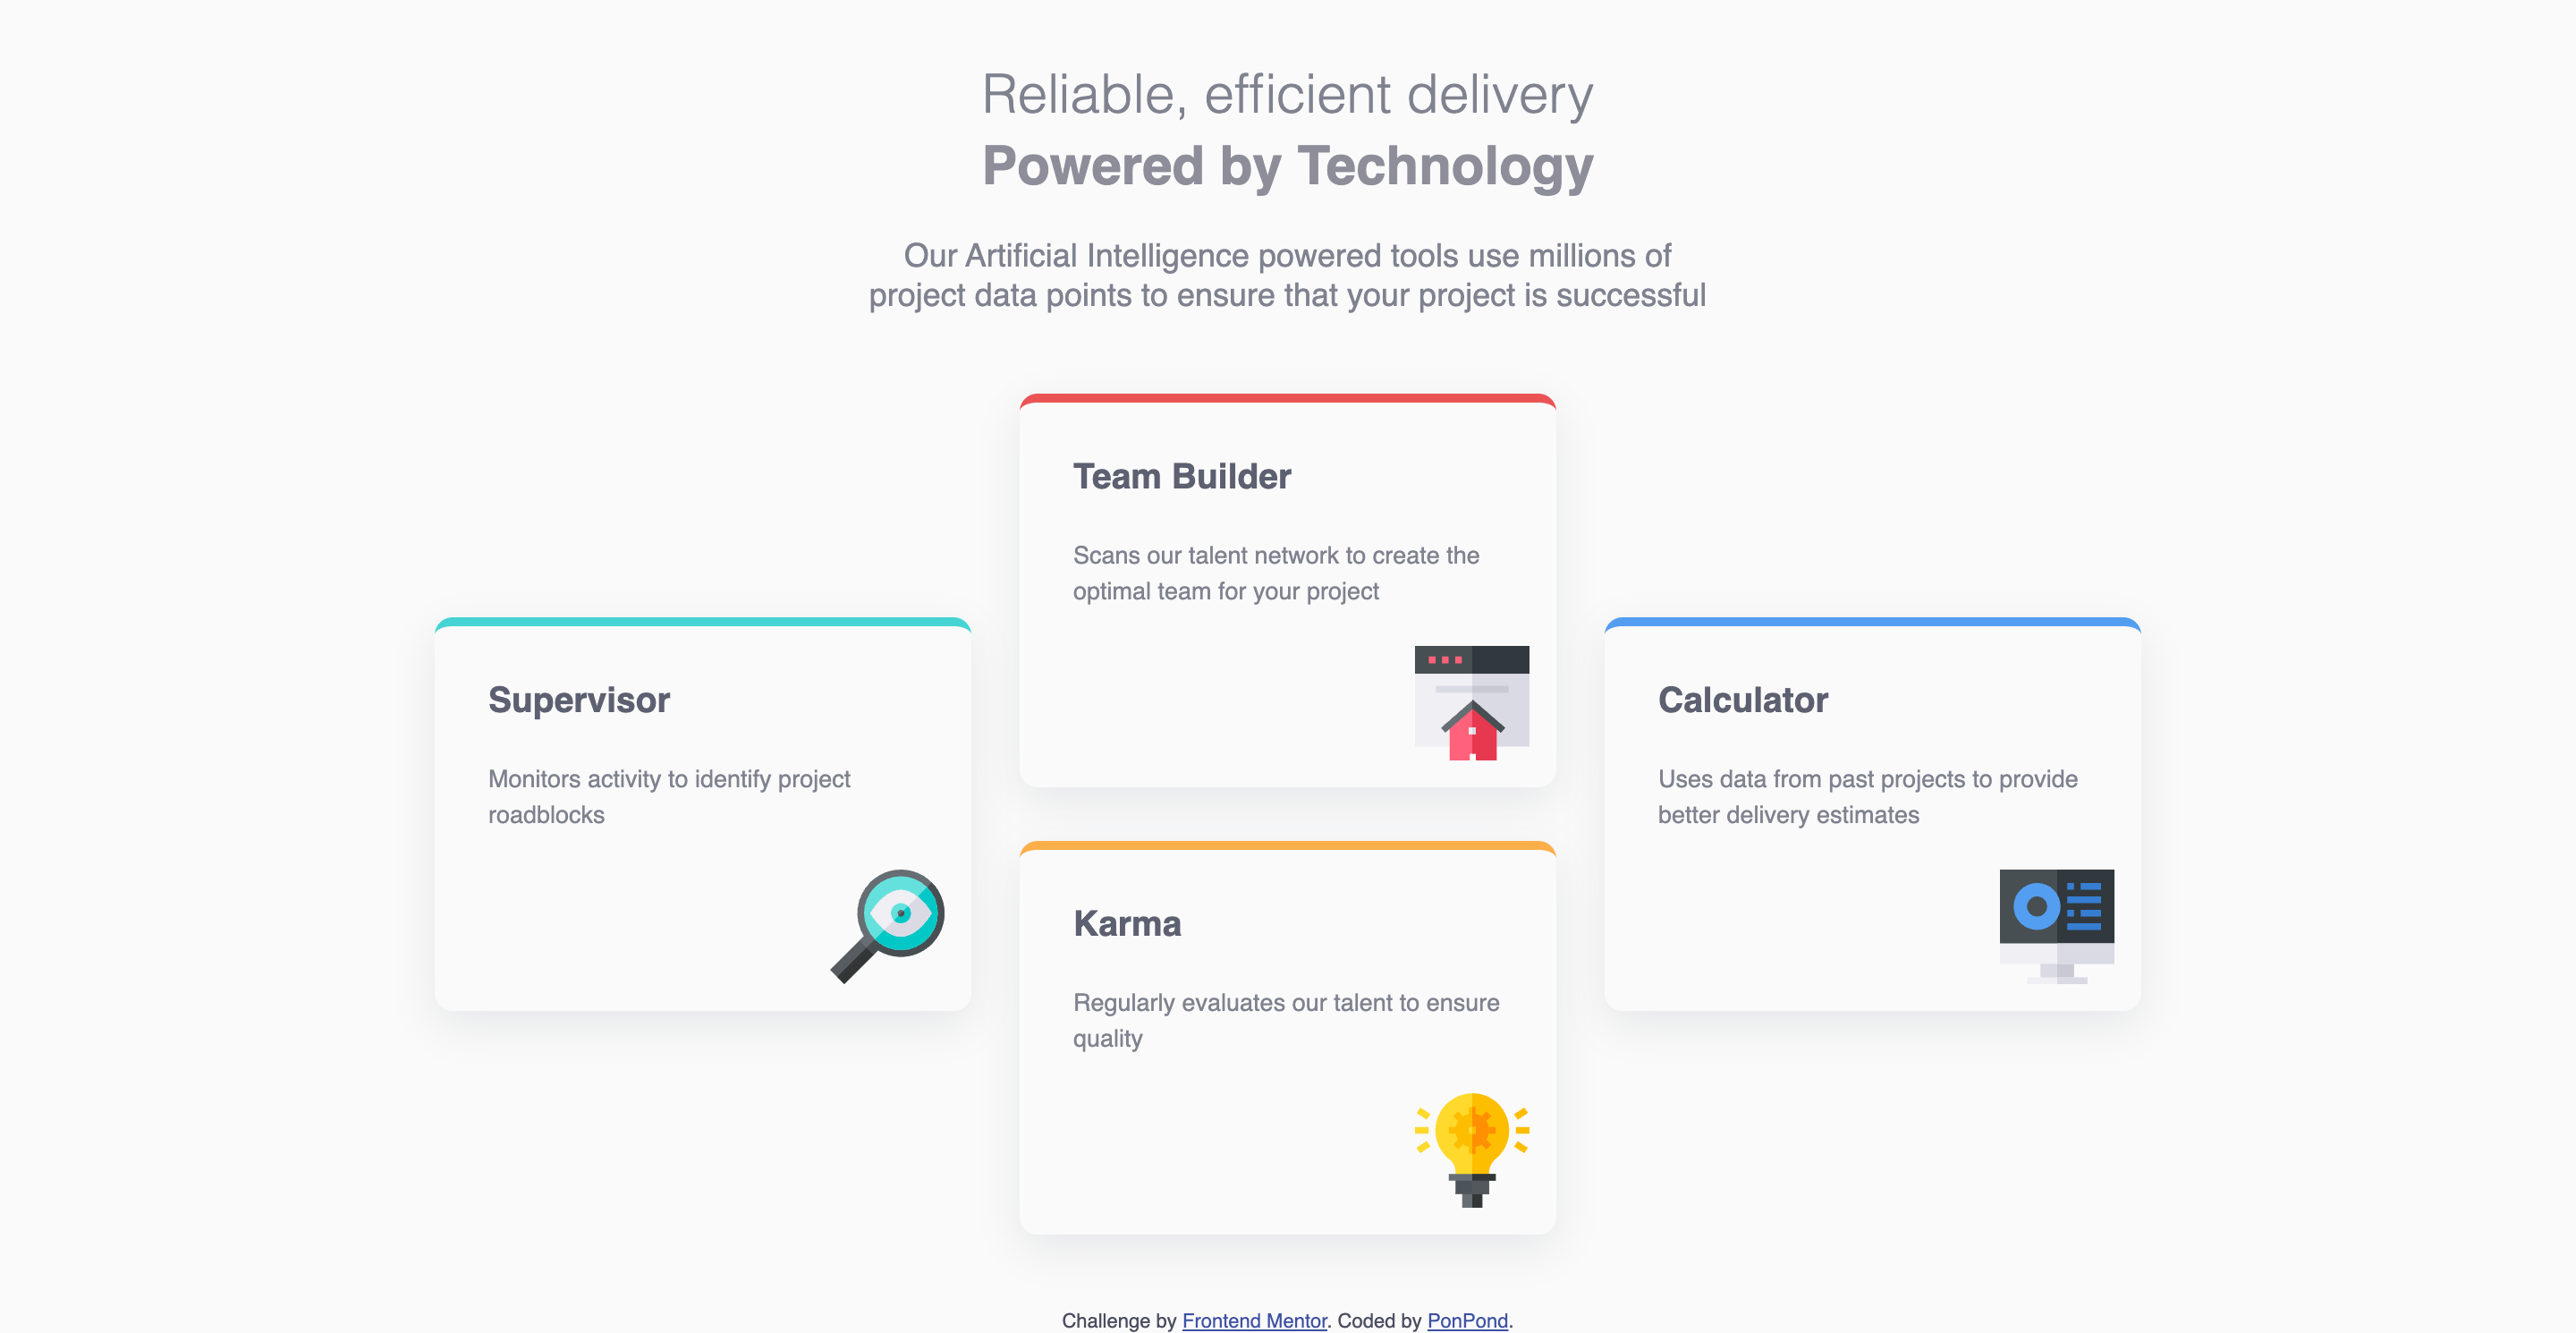 Reliable, efficient delivery
Powered by Technology
Our Artificial Intelligence powered tools use millions of
project data points to ensure that your project is successful
Supervisor
Monitors activity to identify project
roadblocks
Team Builder
Scans our talent network to create the
optimal team for your project
Karma
Regularly evaluates our talent to ensure
quality
Calculator
Uses data from past projects to provide
better delivery estimates
Challenge by Frontend Mentor. Coded by PonPond.